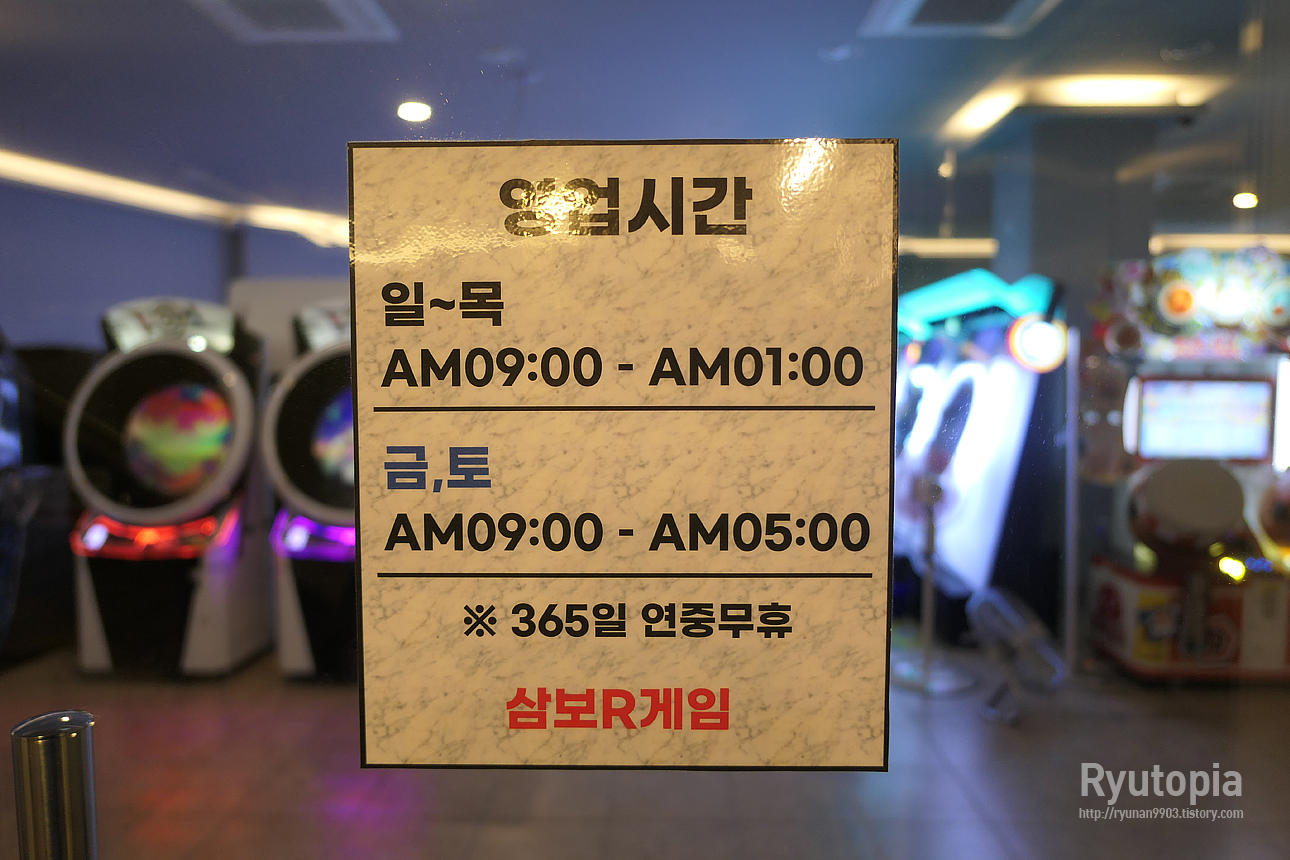 영업시간
일~목
AM09:00 - AM01:00
금,토
AM09:00 - AM05:00
※ 365일 연중무휴
삼보R게임
Ryutopia
http://ryunan9903.tistory.com